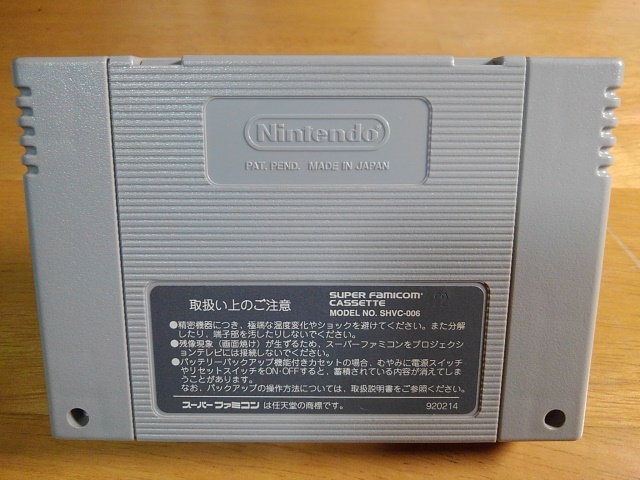 Nintendo
PAT. PEND. MADE IN JAPAN
取扱い上のご注意
SUPER FAMICOM
CASSETTE
MODEL NO. SHVC-006
●精密機器につき、極端な温度変化やショックを避けてください。また分解
したり、端子部を汚したりしないでください。
●残像現象(画面焼け)が生ずるため、スーパーファミコンをプロジェクシ
ョンテレビには接続しないでください。
●バッテリーバックアップ機能付きカセットの場合、むやみに電源スイッチ
やリセットスイッチをON・OFFすると、蓄積されている内容が消えてしま
うことがあります。
なお、バックアップの操作方法については、取扱説明書をご参照ください。
スーパーファミコン は任天堂の商標です。 920214